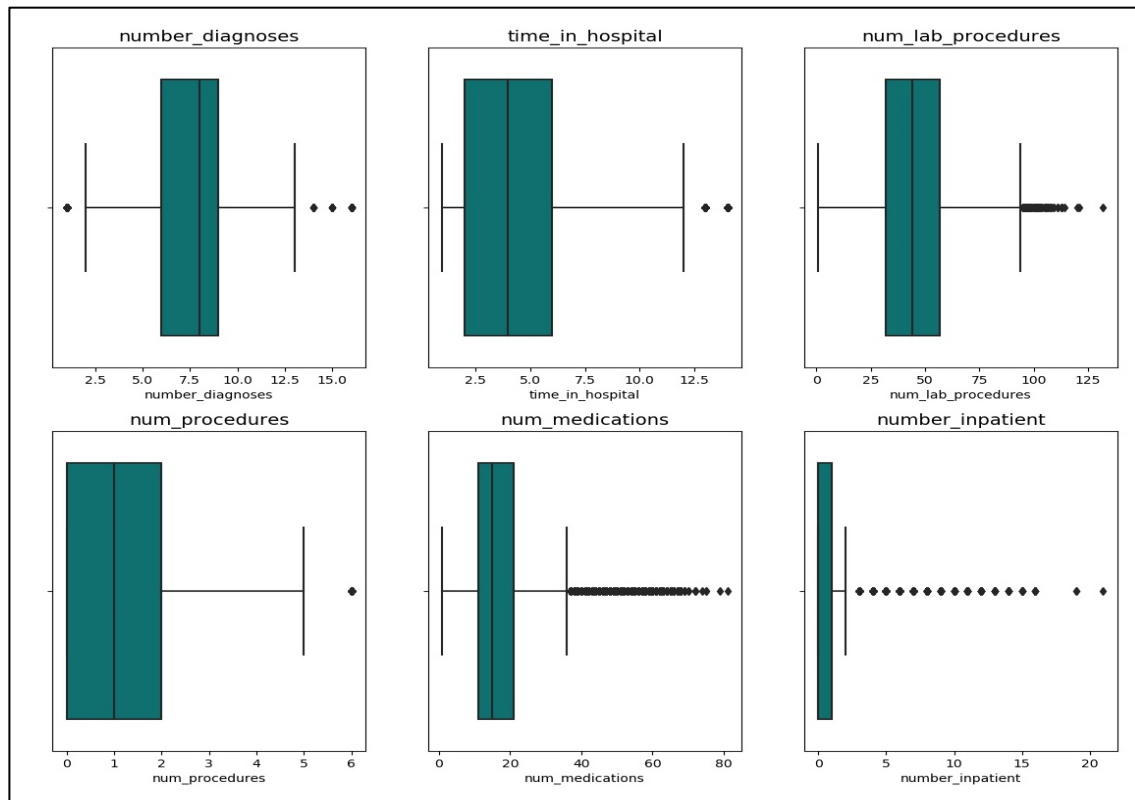 number_diagnoses
time_in_hospital
num_lab_procedures
2.5 5.0 7.5 10.0 12.5 15.0
2.5 5.0 7.5 10.0 12.5
0 25 50 75 100 125
number_diagnoses
time_in_hospital
num_lab_procedures
num_procedures
num_medications
number_inpatient
0 1 2 3 4 5 6
0 20 40 60 80
0 5 10 15 20
num_procedures
num_medications
number_inpatient